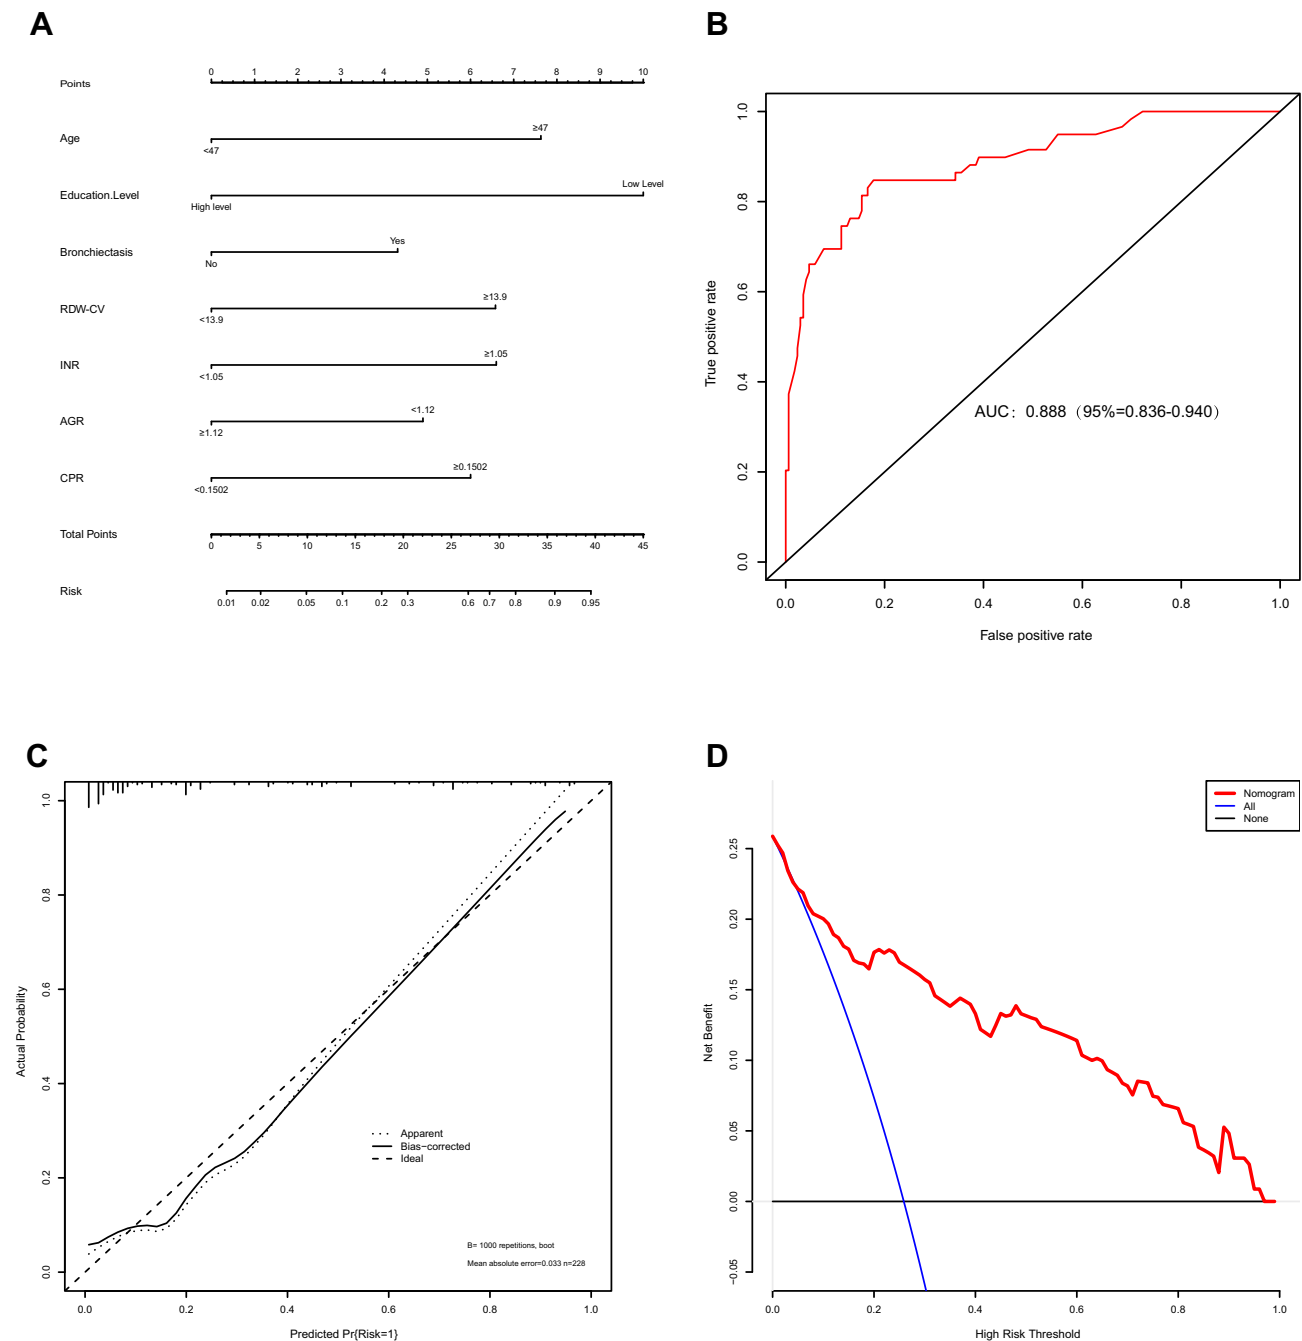 A
Points
0 1 2 3 4 5 6 7 8 9 10
Age
≥47
<47
Education.Level
Low Level
High level
Bronchiectasis
Yes
No
RDW-CV
≥13.9
<13.9
INR
≥1.05
<1.05
AGR
<1.12
≥1.12
CPR
≥0.1502
<0.1502
Total Points
0 5 10 15 20 25 30 35 40 45
Risk
0.01 0.02 0.05 0.1 0.2 0.3 0.6 0.7 0.8 0.9 0.95
B
True positive rate
1.0
0.8
0.6
0.4
0.2
0.0
AUC：0.888（95%=0.836-0.940）
0.0 0.2 0.4 0.6 0.8 1.0
False positive rate
C
Actual Probability
1.0
0.8
0.6
0.4
0.2
0.0
Apparent
Bias−corrected
Ideal
B= 1000 repetitions, boot
Mean absolute error=0.033 n=228
0.0 0.2 0.4 0.6 0.8 1.0
Predicted Pr{Risk=1}
D
Nomogram
All
None
Net Benefit
0.25
0.20
0.15
0.10
0.05
0.00
−0.05
0.0 0.2 0.4 0.6 0.8 1.0
High Risk Threshold